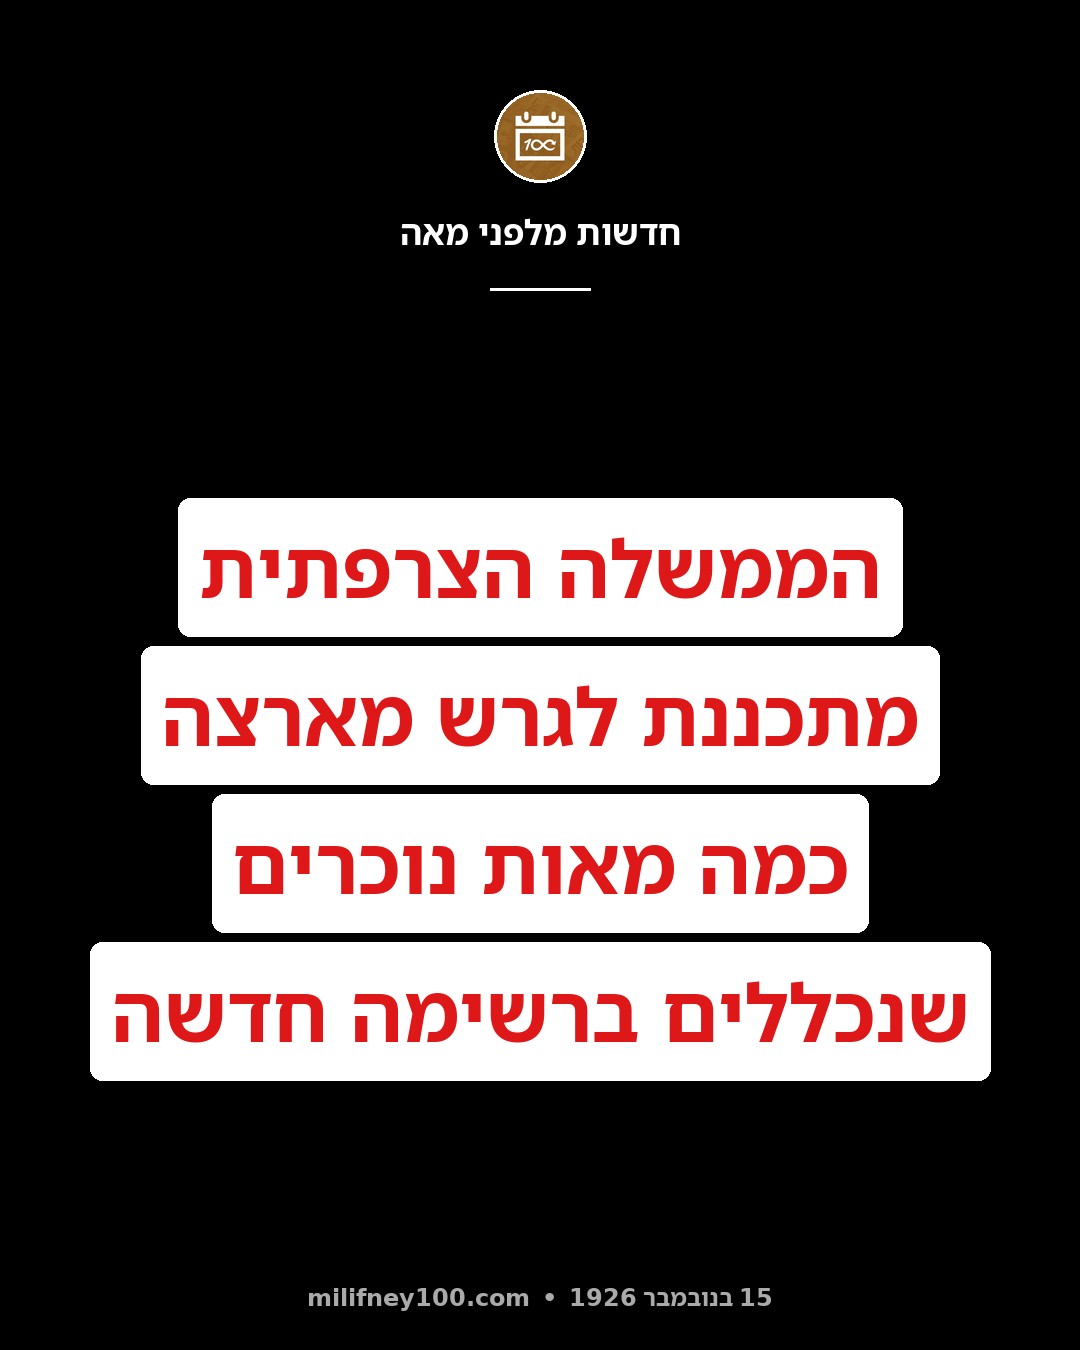 100
חדשות מלפני מאה
הממשלה הצרפתית
מתכננת לגרש מארצה
כמה מאות נוכרים
שנכללים ברשימה חדשה
15 בנובמבר 1926 • milifney100.com